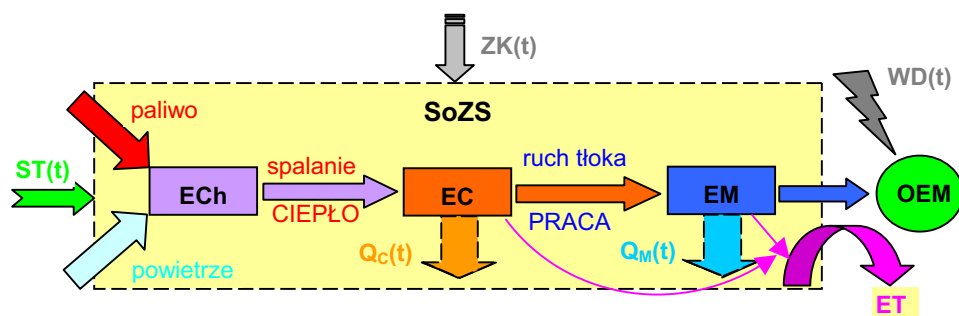 ZK(t)
WD(t)
SoZS
paliwo
ST(t)
ECh
spalanie
CIEPŁO
EC
ruch tłoka
PRACA
EM
OEM
powietrze
QC(t)
QM(t)
ET